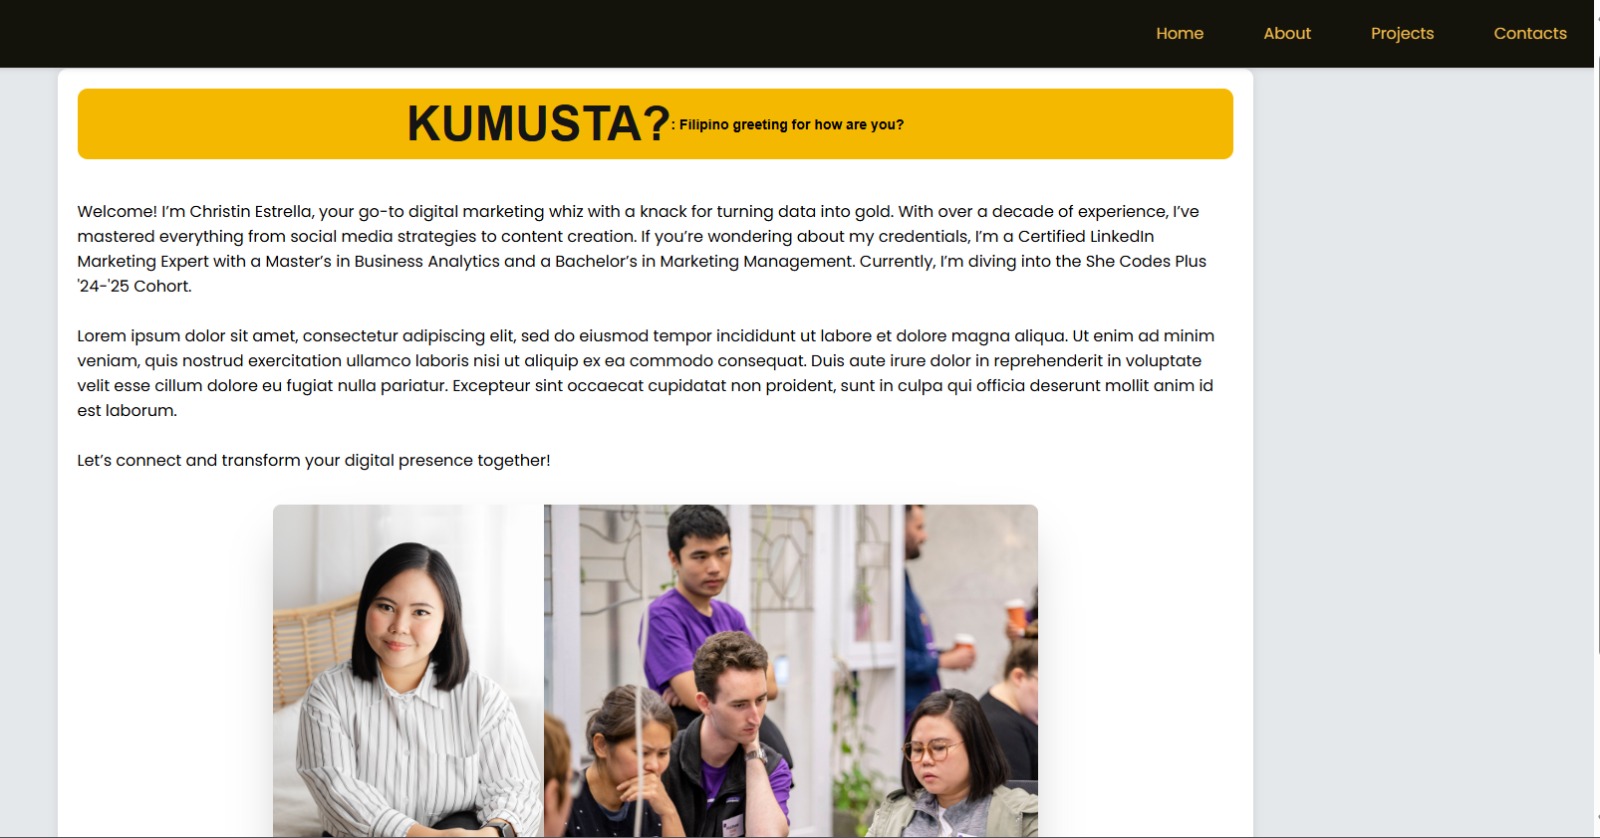 Home About Projects Contacts
KUMUSTA?: Filipino greeting for how are you?
Welcome! I’m Christin Estrella, your go-to digital marketing whiz with a knack for turning data into gold. With over a decade of experience, I’ve
mastered everything from social media strategies to content creation. If you’re wondering about my credentials, I’m a Certified LinkedIn
Marketing Expert with a Master’s in Business Analytics and a Bachelor’s in Marketing Management. Currently, I’m diving into the She Codes Plus
'24-'25 Cohort.
Lorem ipsum dolor sit amet, consectetur adipiscing elit, sed do eiusmod tempor incididunt ut labore et dolore magna aliqua. Ut enim ad minim
veniam, quis nostrud exercitation ullamco laboris nisi ut aliquip ex ea commodo consequat. Duis aute irure dolor in reprehenderit in voluptate
velit esse cillum dolore eu fugiat nulla pariatur. Excepteur sint occaecat cupidatat non proident, sunt in culpa qui officia deserunt mollit anim id
est laborum.
Let’s connect and transform your digital presence together!